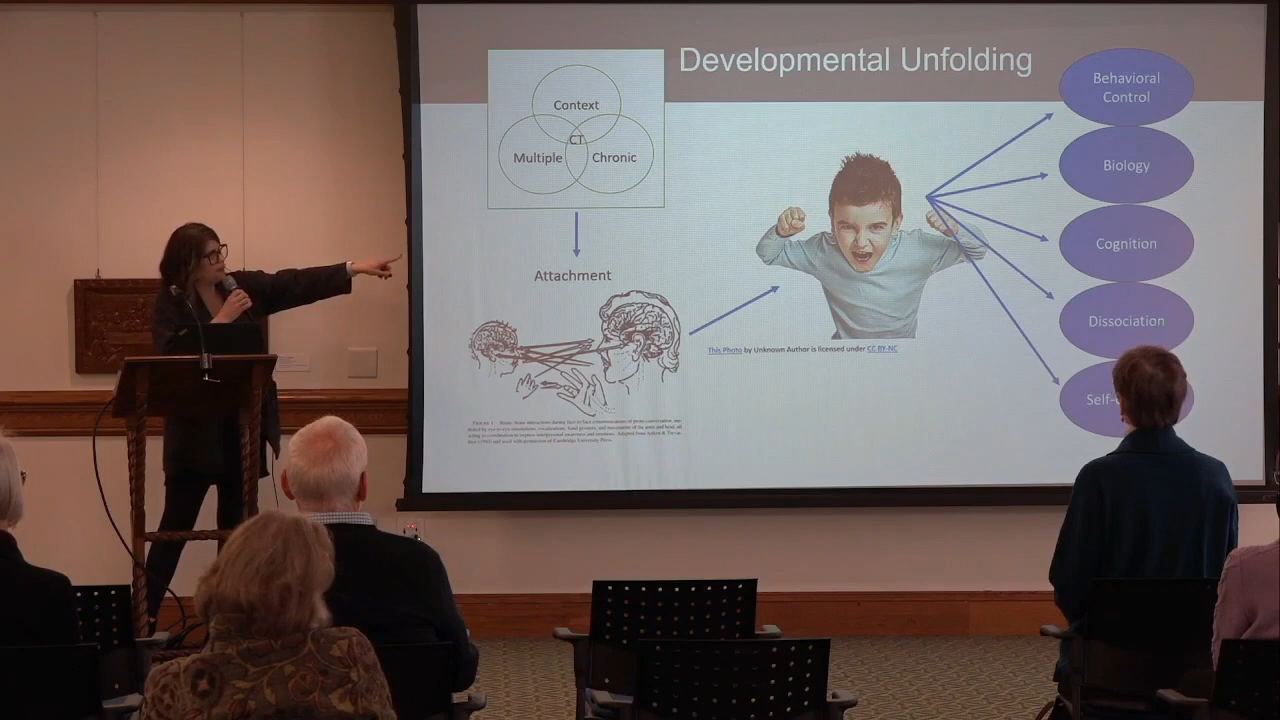 Developmental Unfolding
Context
CT
Multiple
Chronic
Attachment
This Photo by Unknown Author is licensed under CC BY-NC
Behavioral
Control
Biology
Cognition
Dissociation
Self-